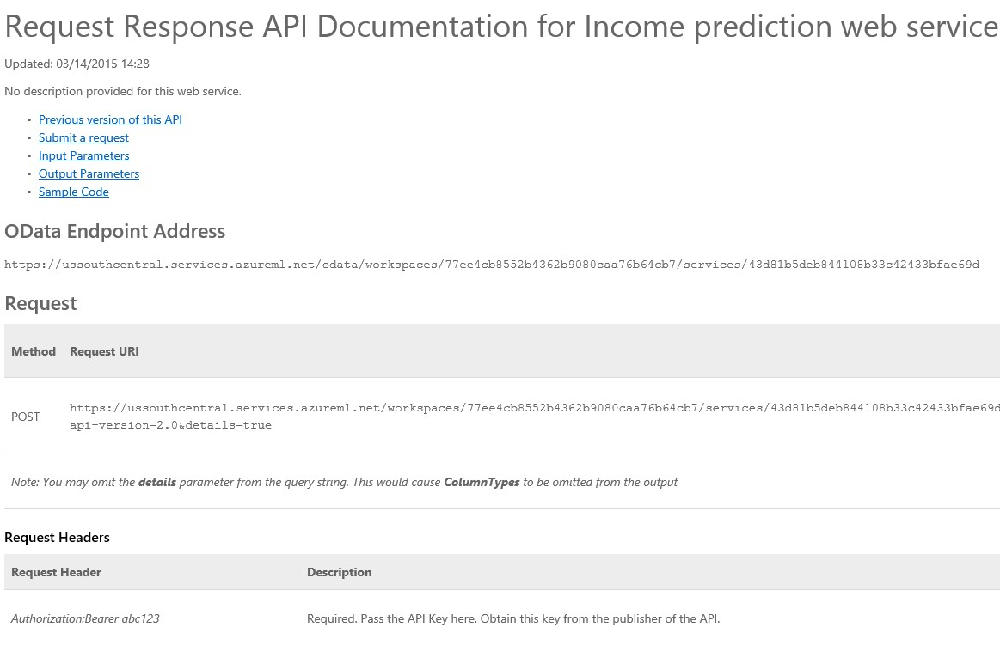 Request Response API Documentation for Income prediction web service
Updated: 03/14/2015 14:28
No description provided for this web service.
• Previous version of this API
• Submit a request
• Input Parameters
• Output Parameters
• Sample Code
OData Endpoint Address
https://ussouthcentral.services.azureml.net/odata/workspaces/77ee4cb8552b4362b9080caa76b64cb7/services/43d81b5deb844108b33c42433bfae69d
Request
Method Request URI
POST https://ussouthcentral.services.azureml.net/workspaces/77ee4cb8552b4362b9080caa76b64cb7/services/43d81b5deb844108b33c42433bfae69d
api-version=2.0&details=true
Note: You may omit the details parameter from the query string. This would cause ColumnTypes to be omitted from the output
Request Headers
Request Header Description
Authorization:Bearer abc123 Required. Pass the API Key here. Obtain this key from the publisher of the API.